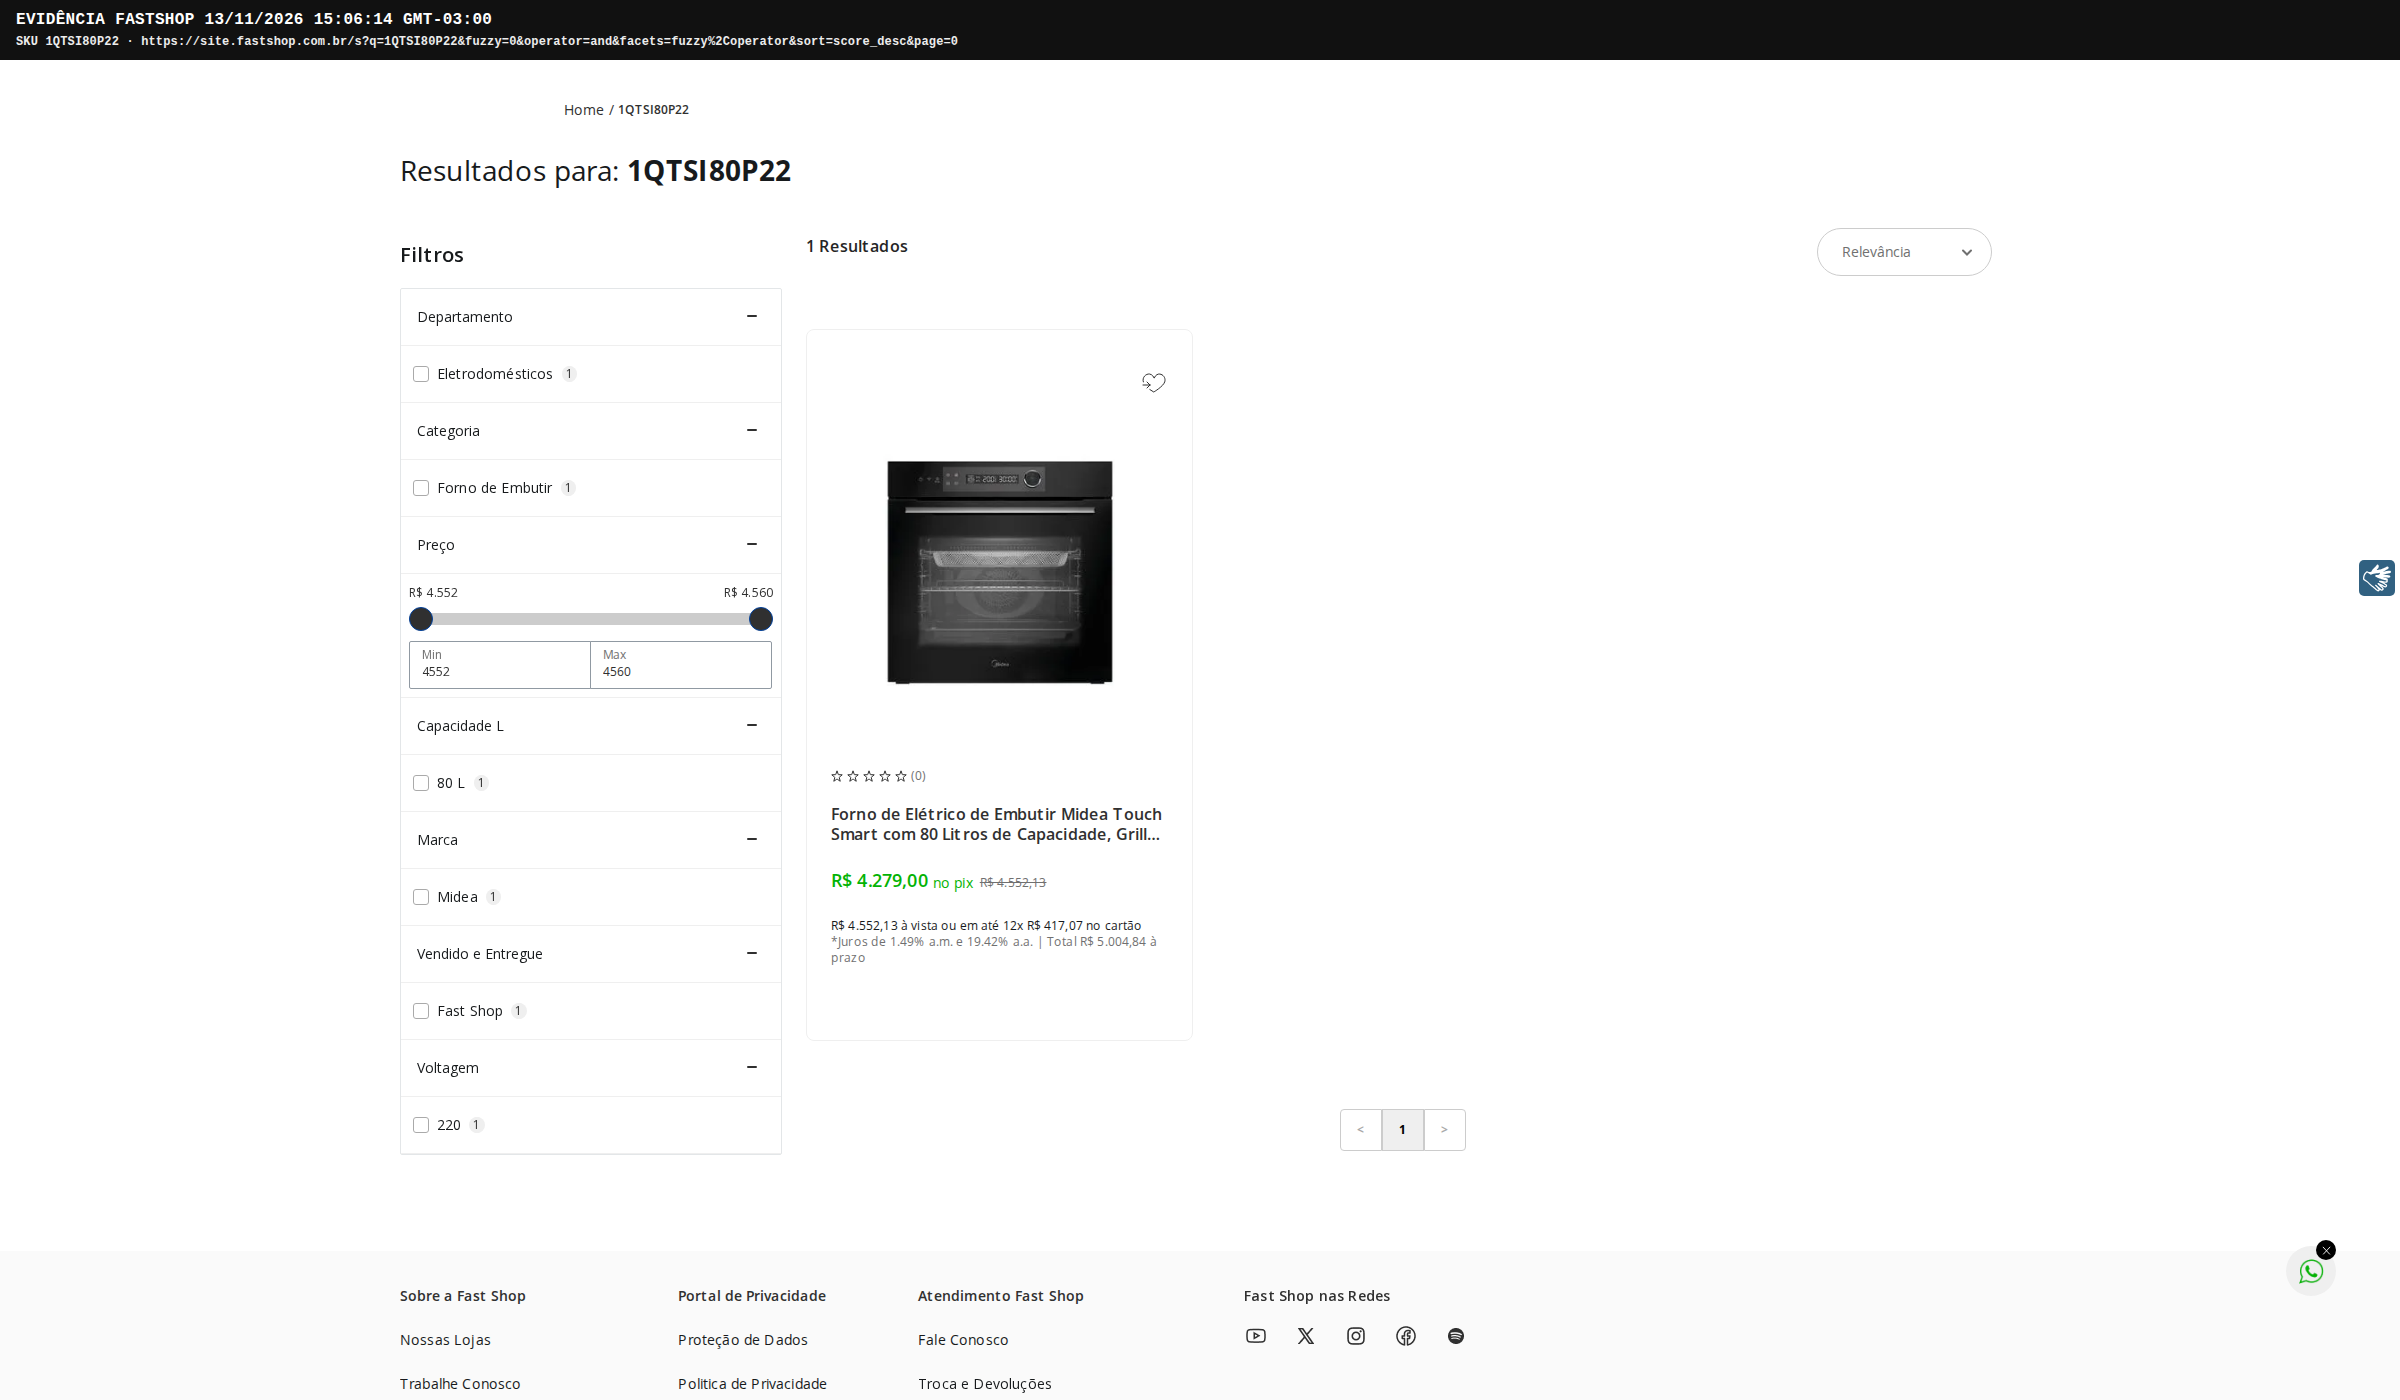 EVIDÊNCIA FASTSHOP 13/11/2026 15:06:14 GMT-03:00
SKU 1QTSI80P22 · https://site.fastshop.com.br/s?q=1QTSI80P22&fuzzy=0&operator=and&facets=fuzzy%2Coperator&sort=score_desc&page=0
Home / 1QTSI80P22
Resultados para: 1QTSI80P22
Filtros
Departamento
Eletrodomésticos 1
Categoria
Forno de Embutir 1
Preço
R$ 4.552 R$ 4.560
Min Max
4552 4560
Capacidade L
80 L 1
Marca
Midea 1
Vendido e Entregue
Fast Shop 1
Voltagem
220 1
1 Resultados
Relevância
Midea
(0)
Forno de Elétrico de Embutir Midea Touch
Smart com 80 Litros de Capacidade, Grill...
R$ 4.279,00 no pix R$ 4.552,13
R$ 4.552,13 à vista ou em até 12x R$ 417,07 no cartão
*Juros de 1.49% a.m. e 19.42% a.a. | Total R$ 5.004,84 à
prazo
< 1 >
Sobre a Fast Shop
Nossas Lojas
Trabalhe Conosco
Portal de Privacidade
Proteção de Dados
Politica de Privacidade
Atendimento Fast Shop
Fale Conosco
Troca e Devoluções
Fast Shop nas Redes